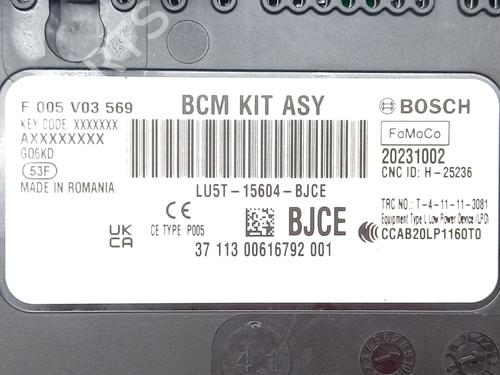 F 005 V03 569
BCM KIT ASY
BOSCH
KEY CODE XXXXXXX
AXXXXXXXX
G06KD
53F
MADE IN ROMANIA
FoMoCo
20231002
CNC ID: H-25236
LU5T-15604-BJCE
TRC NO.: T-4-11-11-3081
Equipment Type I, Low Power Device (LPD)
CCAB20LP1160T0
UK
CA
CE
CE TYPE P005
BJCE
37 113 00616792 001
41